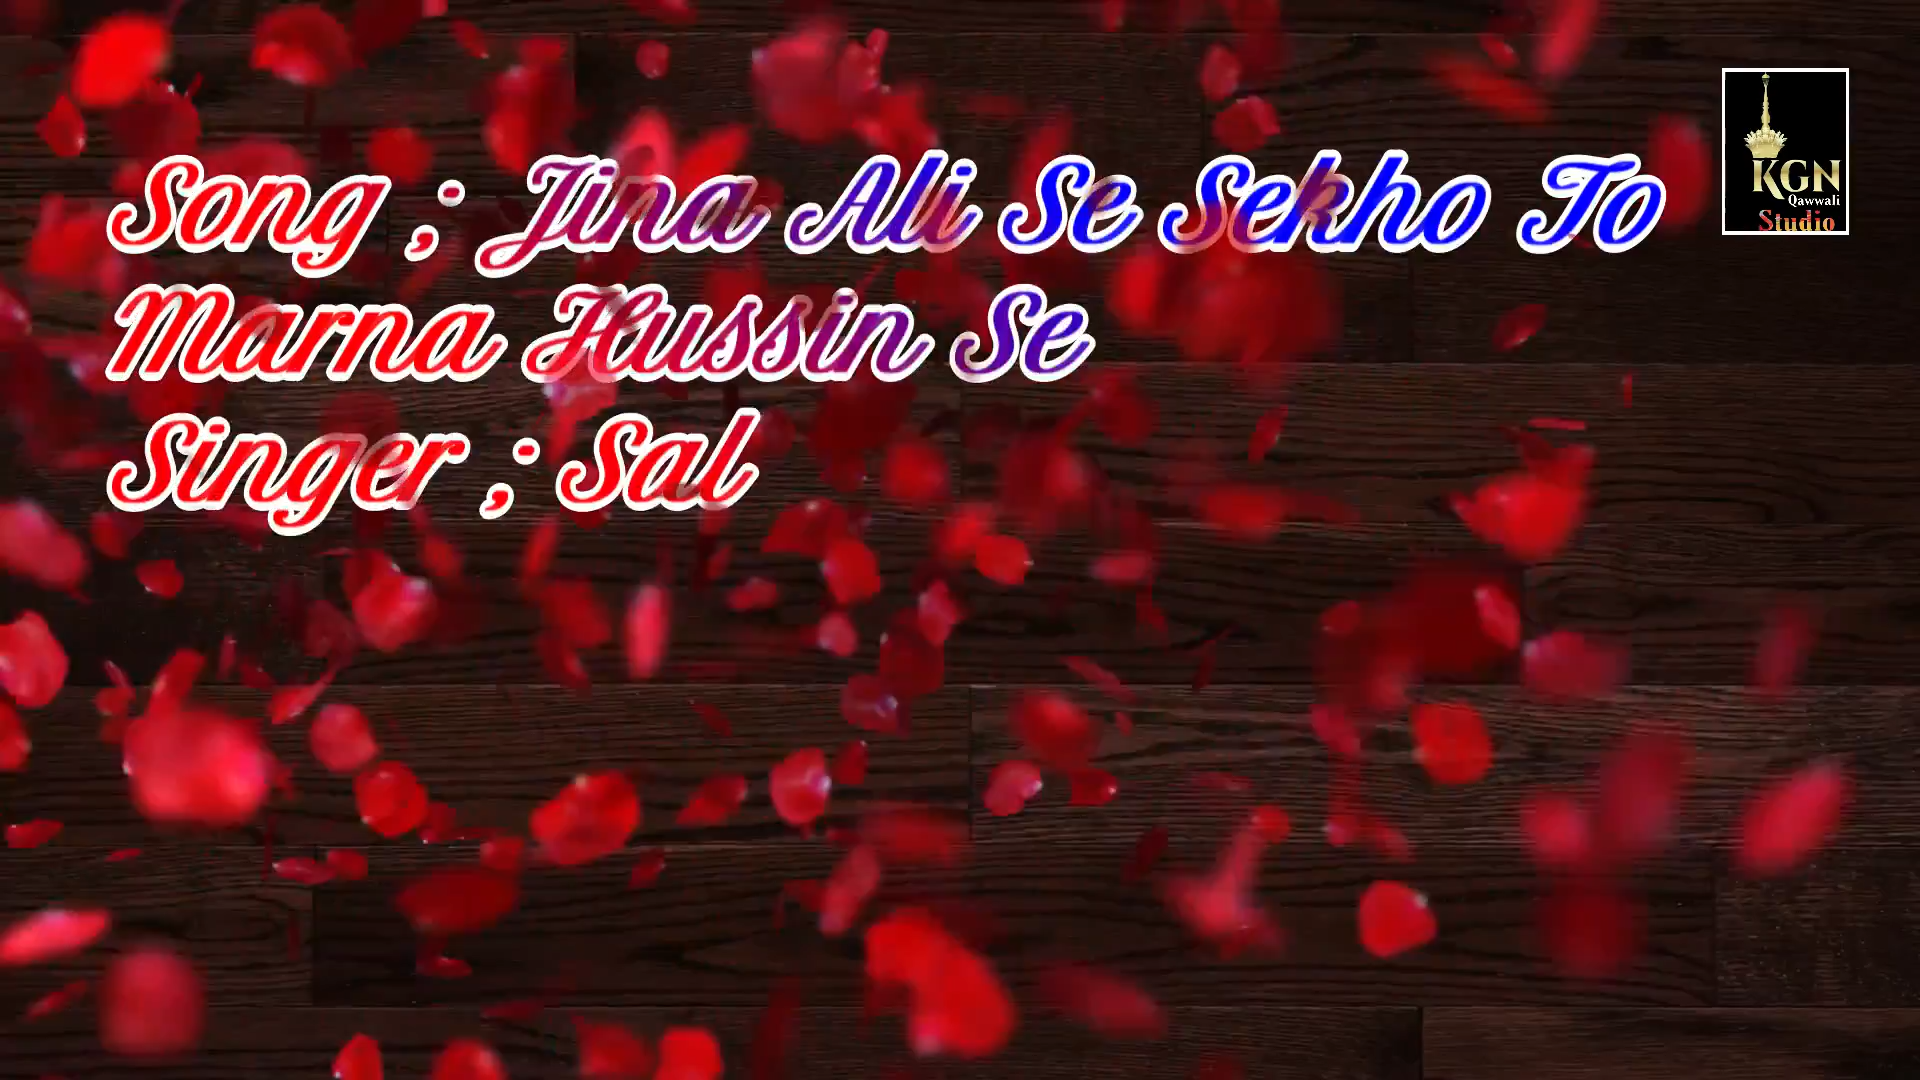 Song ; Jina Ali Se Sekho To
Marna Hussin Se
Singer ; Sal
KGN
Qawwali
Studio